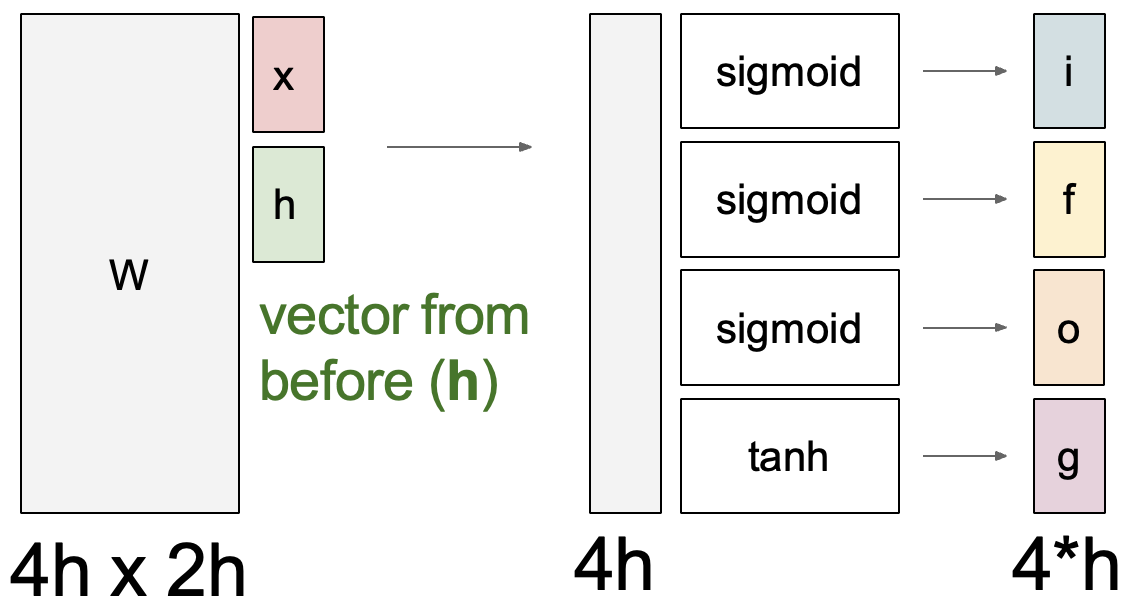 W
x
h
vector from
before (h)
4h x 2h
4h
sigmoid
sigmoid
sigmoid
tanh
i
f
o
g
4*h